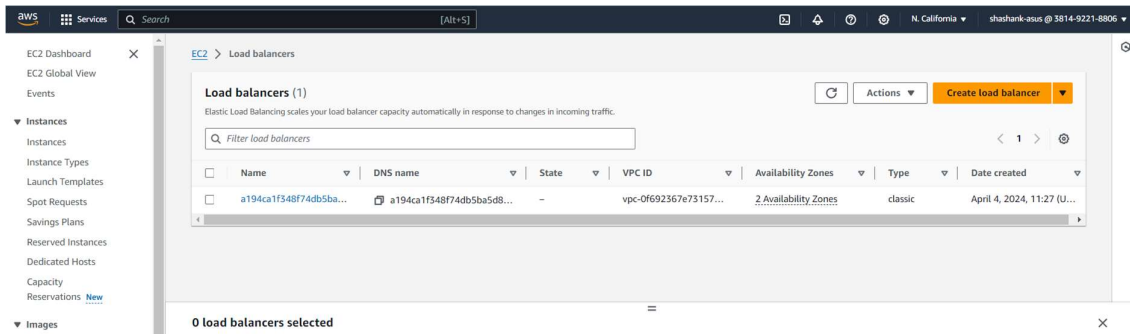 aws Services Search [Alt+S] N. California ▼ shashank-asus @ 3814-9221-8806 ▼
EC2 Dashboard
EC2 Global View
Events
▼ Instances
Instances
Instance Types
Launch Templates
Spot Requests
Savings Plans
Reserved Instances
Dedicated Hosts
Capacity
Reservations New
▼ Images
EC2 > Load balancers
Load balancers (1)
Actions ▼ Create load balancer ▼
Elastic Load Balancing scales your load balancer capacity automatically in response to changes in incoming traffic.
Filter load balancers
< 1 >
Name DNS name State VPC ID Availability Zones Type Date created
a194ca1f348f74db5ba... a194ca1f348f74db5ba5d8... – vpc-0f692367e73157... 2 Availability Zones classic April 4, 2024, 11:27 (U...
0 load balancers selected